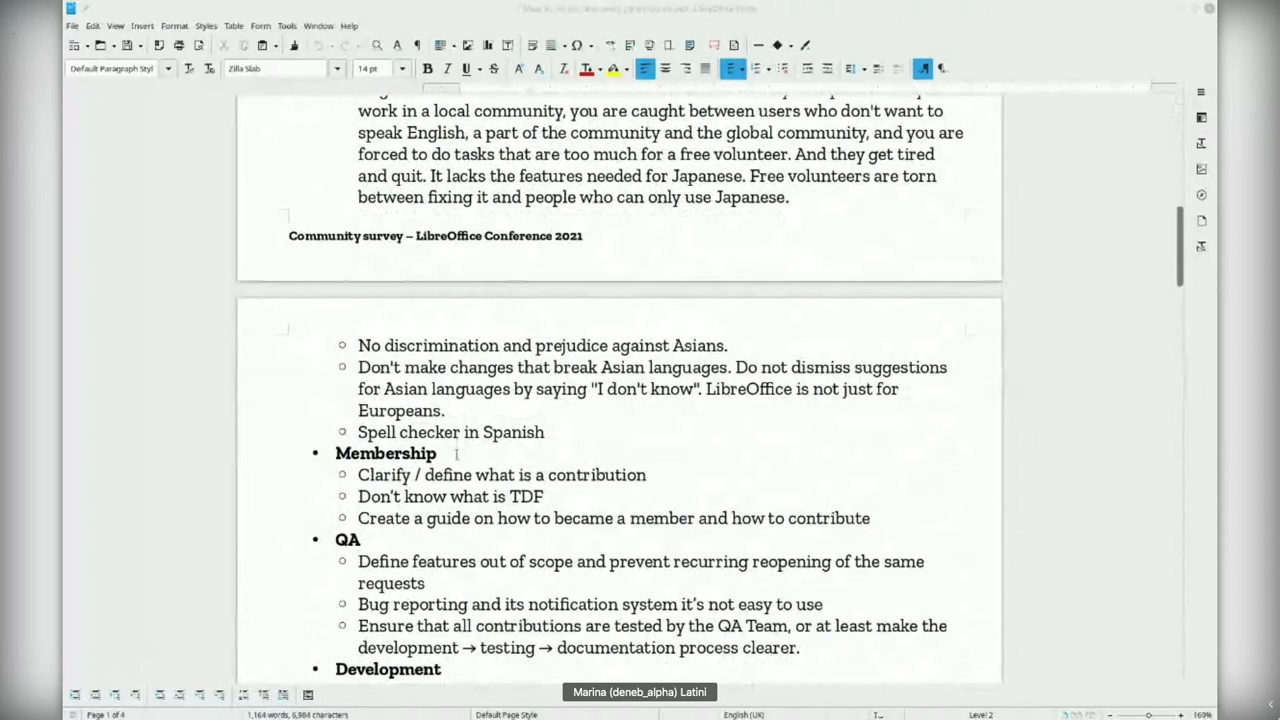 File Edit View Insert Format Styles Table Form Tools Window Help
Default Paragraph Styl
Zilla Slab
14 pt
work in a local community, you are caught between users who don't want to
speak English, a part of the community and the global community, and you are
forced to do tasks that are too much for a free volunteer. And they get tired
and quit. It lacks the features needed for Japanese. Free volunteers are torn
between fixing it and people who can only use Japanese.
Community survey – LibreOffice Conference 2021
○ No discrimination and prejudice against Asians.
○ Don't make changes that break Asian languages. Do not dismiss suggestions
for Asian languages by saying "I don't know". LibreOffice is not just for
Europeans.
○ Spell checker in Spanish
• Membership
○ Clarify / define what is a contribution
○ Don't know what is TDF
○ Create a guide on how to became a member and how to contribute
• QA
○ Define features out of scope and prevent recurring reopening of the same
requests
○ Bug reporting and its notification system it's not easy to use
○ Ensure that all contributions are tested by the QA Team, or at least make the
development → testing → documentation process clearer.
• Development
Marina (deneb_alpha) Latini
Page 1 of 4
1,164 words, 6,984 characters
Default Page Style
English (UK)
Level 2
160%